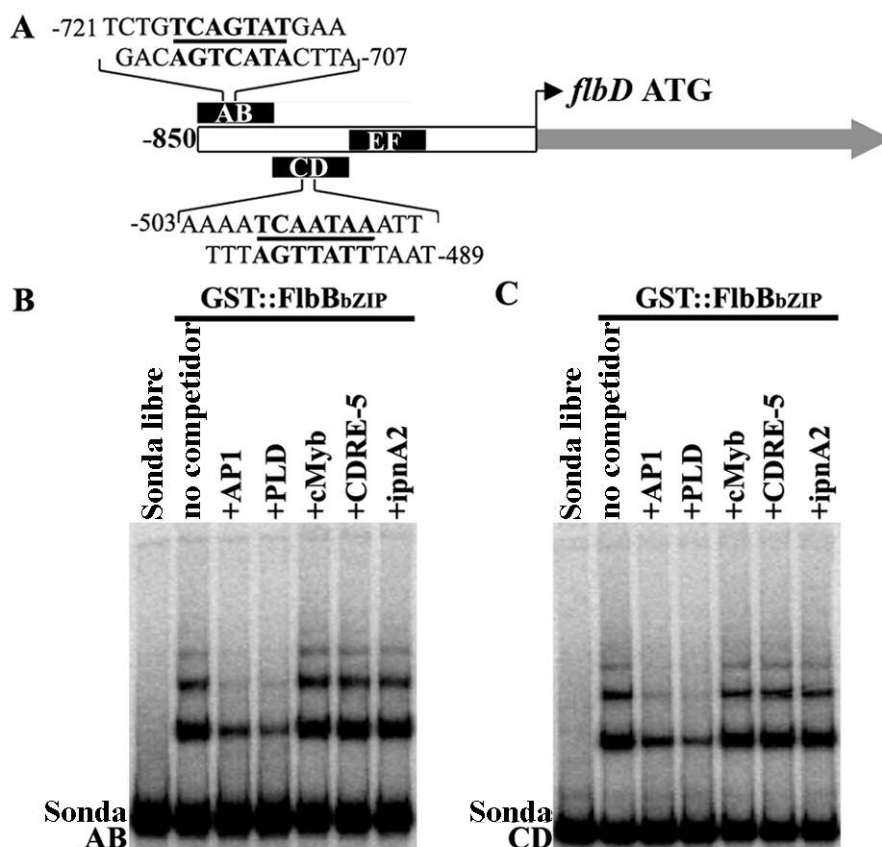 A
-721 TCTGTCAGTATGAA
GACAGTCATACTTA-707
AB
flbD ATG
-850
EF
CD
-503AAAATCAATAAATT
TTTAGTTATTTAAT-489
B
GST::FlbBbZIP
Sonda libre
no competidor
+AP1
+PLD
+cMyb
+CDRE-5
+ipnA2
Sonda
AB
C
GST::FlbBbZIP
Sonda libre
no competidor
+AP1
+PLD
+cMyb
+CDRE-5
+ipnA2
Sonda
CD